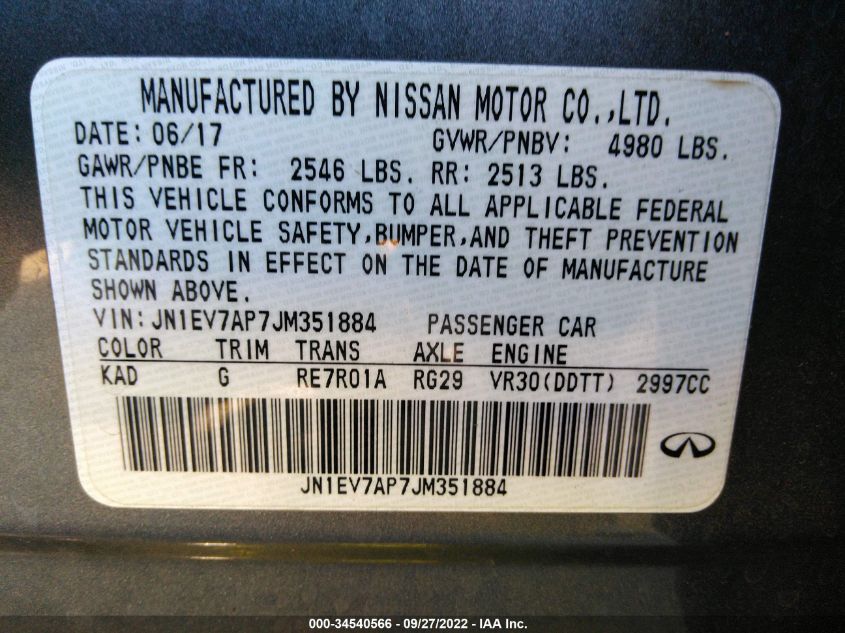 MANUFACTURED BY NISSAN MOTOR CO.,LTD.
DATE: 06/17 GVWR/PNBV: 4980 LBS.
GAWR/PNBE FR: 2546 LBS. RR: 2513 LBS.
THIS VEHICLE CONFORMS TO ALL APPLICABLE FEDERAL
MOTOR VEHICLE SAFETY,BUMPER,AND THEFT PREVENTION
STANDARDS IN EFFECT ON THE DATE OF MANUFACTURE
SHOWN ABOVE.
VIN: JN1EV7AP7JM351884 PASSENGER CAR
COLOR TRIM TRANS AXLE ENGINE
KAD G RE7R01A RG29 VR30(DDTT) 2997CC
JN1EV7AP7JM351884
000-34540566 - 09/27/2022 - IAA Inc.